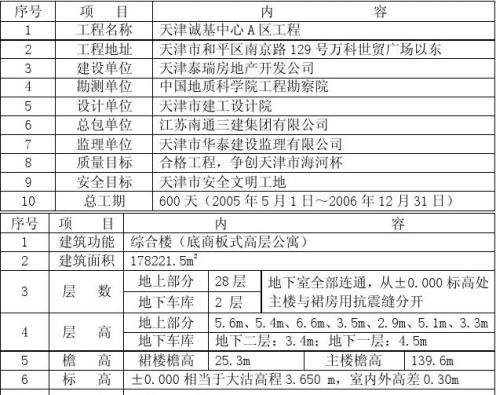 序号 项 目 内 容
1 工程名称 天津诚基中心 A 区工程
2 工程地址 天津市和平区南京路 129 号万科世贸广场以东
3 建设单位 天津泰瑞房地产开发公司
4 勘测单位 中国地质科学院工程勘察院
5 设计单位 天津市建工设计院
6 总包单位 江苏南通三建集团有限公司
7 监理单位 天津市华泰建设监理有限公司
8 质量目标 合格工程，争创天津市海河杯
9 安全目标 天津市安全文明工地
10 总工期 600 天（2005 年 5 月 1 日～2006 年 12 月 31 日）
序号 项 目 内 容
1 建筑功能 综合楼（底商板式高层公寓）
2 建筑面积 178221.5㎡
3 层 数 地上部分 28 层 地下室全部连通，从±0.000 标高处
地下车库 2 层 主楼与裙房用抗震缝分开
4 层 高 地上部分 5.6m、5.4m、6.6m、3.5m、2.9m、5.1m、3.3m
地下车库 地下二层：3.4m；地下一层：4.5m
5 檐 高 裙楼檐高 25.3m 主楼檐高 139.6m
6 标 高 ±0.000 相当于大沽高程 3.650 m，室内外高差 0.30m